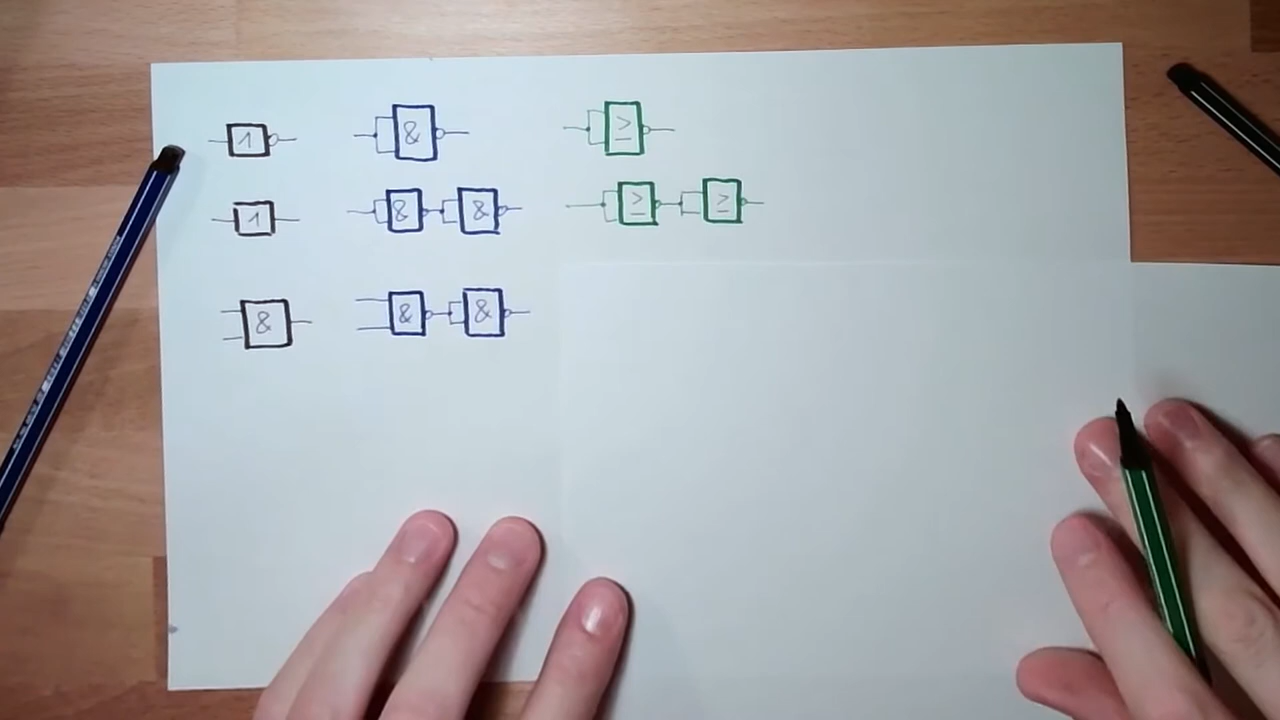 1 & ≥
1 & & ≥ ≥
& & &